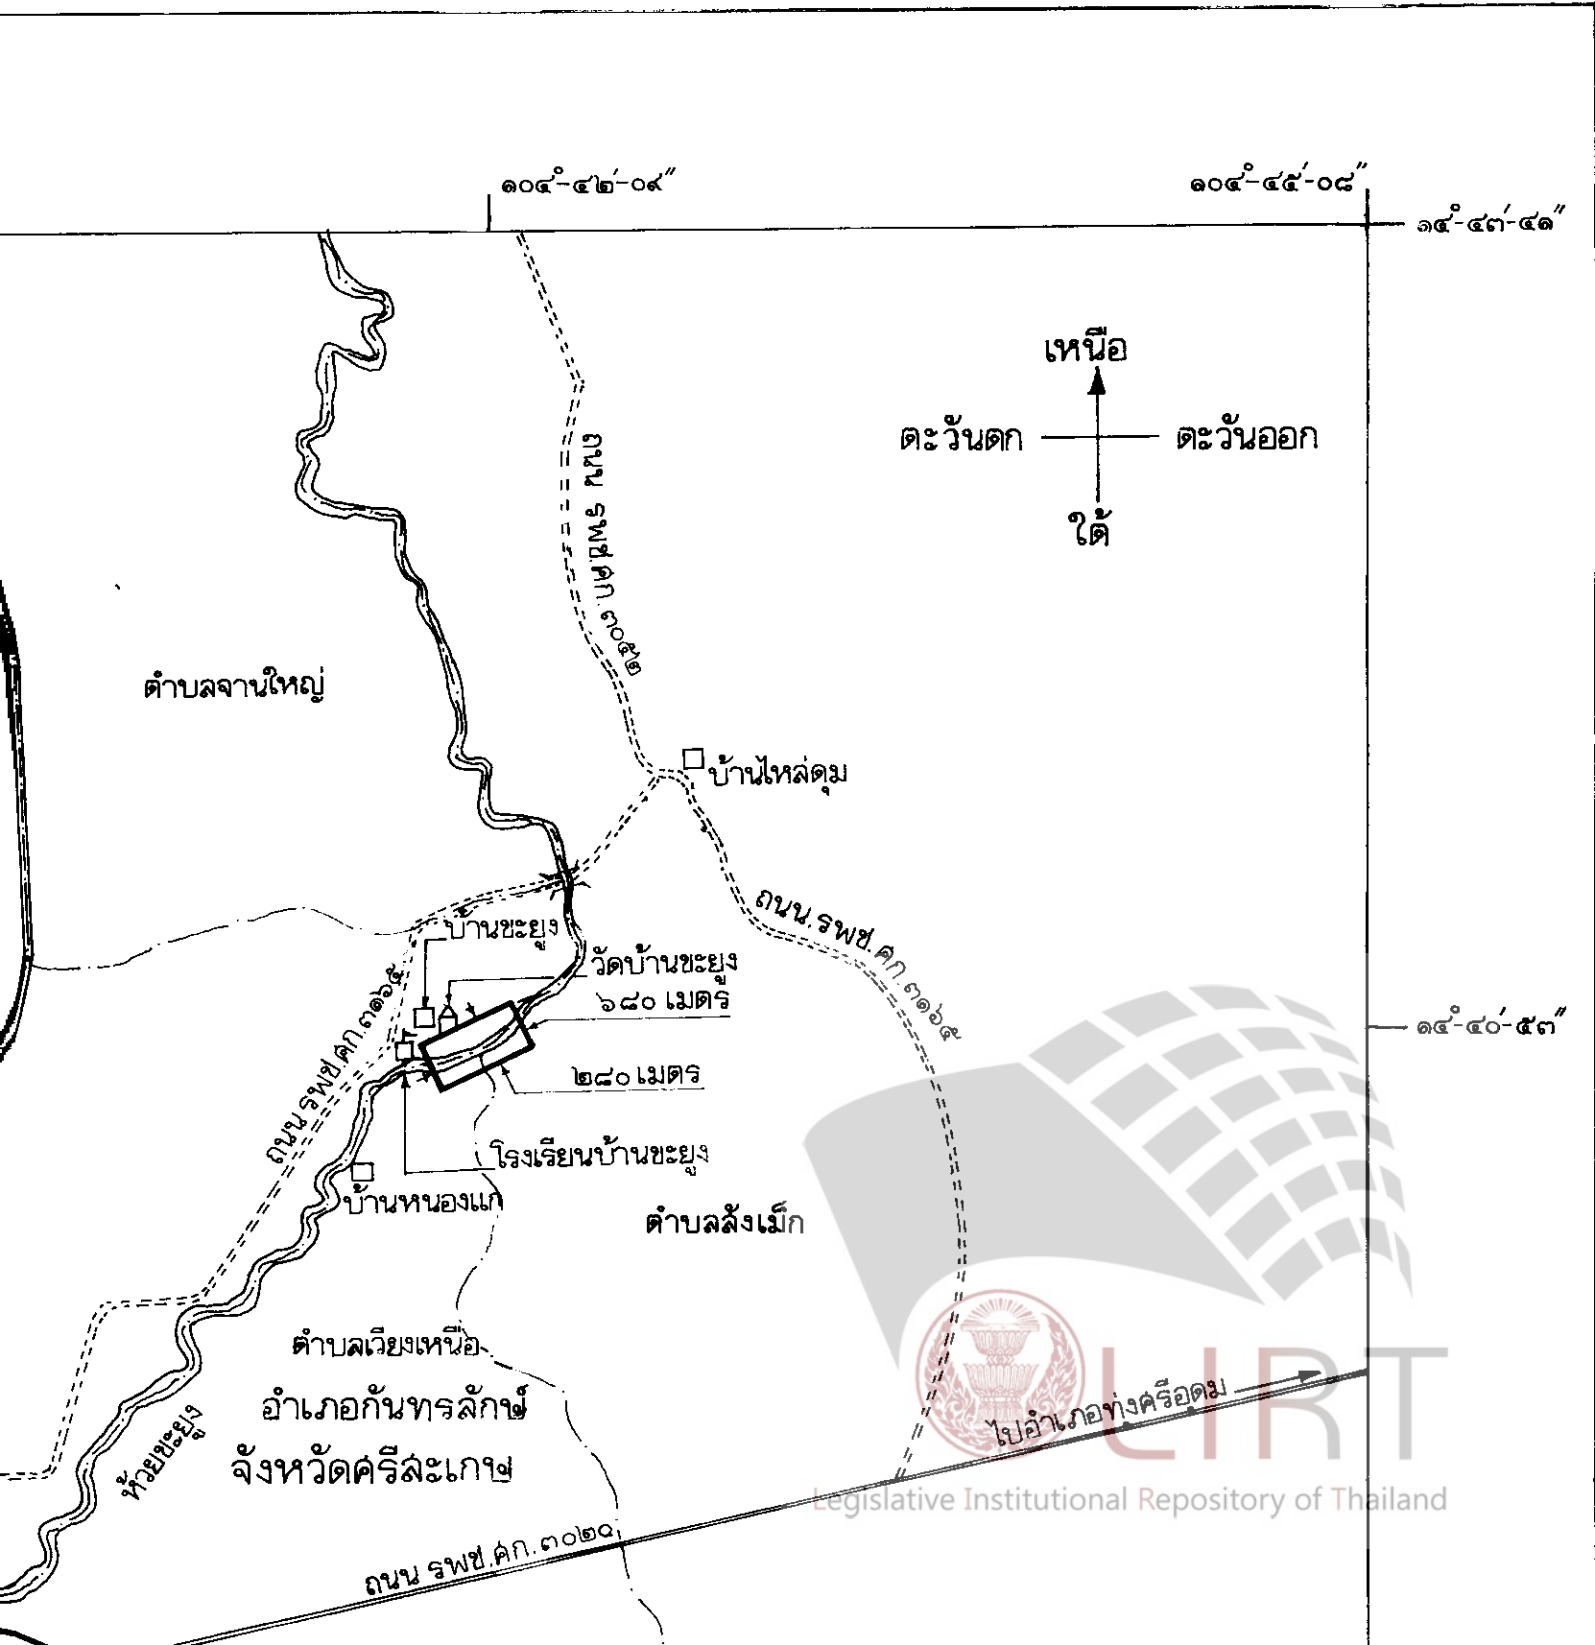 ๑๐๔°-๔๒′-๐๙″
๑๐๔°-๔๕′-๐๘″
๑๔°-๔๓′-๔๑″
เหนือ
ตะวันตก
ตะวันออก
ใต้
ถนน รพช.ศก.๓๐๕๒
ตำบลจานใหญ่
บ้านไหล่ดุม
ถนน.รพช.ศก.๓๑๖๕
บ้านขะยูง
วัดบ้านขะยูง
๖๘๐ เมตร
๑๔°-๔๐′-๕๓″
ถนน รพช.ศก.๓๑๖๕
๒๘๐ เมตร
โรงเรียนบ้านขะยูง
บ้านหนองแก
ตำบลสังเม็ก
ตำบลเวียงเหนือ
อำเภอกันทรลักษ์
จังหวัดศรีสะเกษ
ห้วยขะยูง
ไปอำเภอทุ่งศรีอุดม
LIRT
Legislative Institutional Repository of Thailand
ถนน รพช.ศก.๓๐๒๐